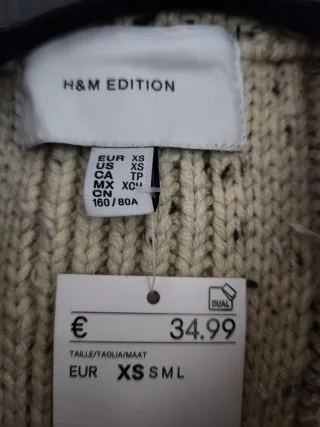 H&M EDITION
EUR XS
US XS
CA TP
MX XCH
CN
160/80A
DUAL
€ 34.99
TAILLE/TAGLIA/MAAT
EUR XS S M L